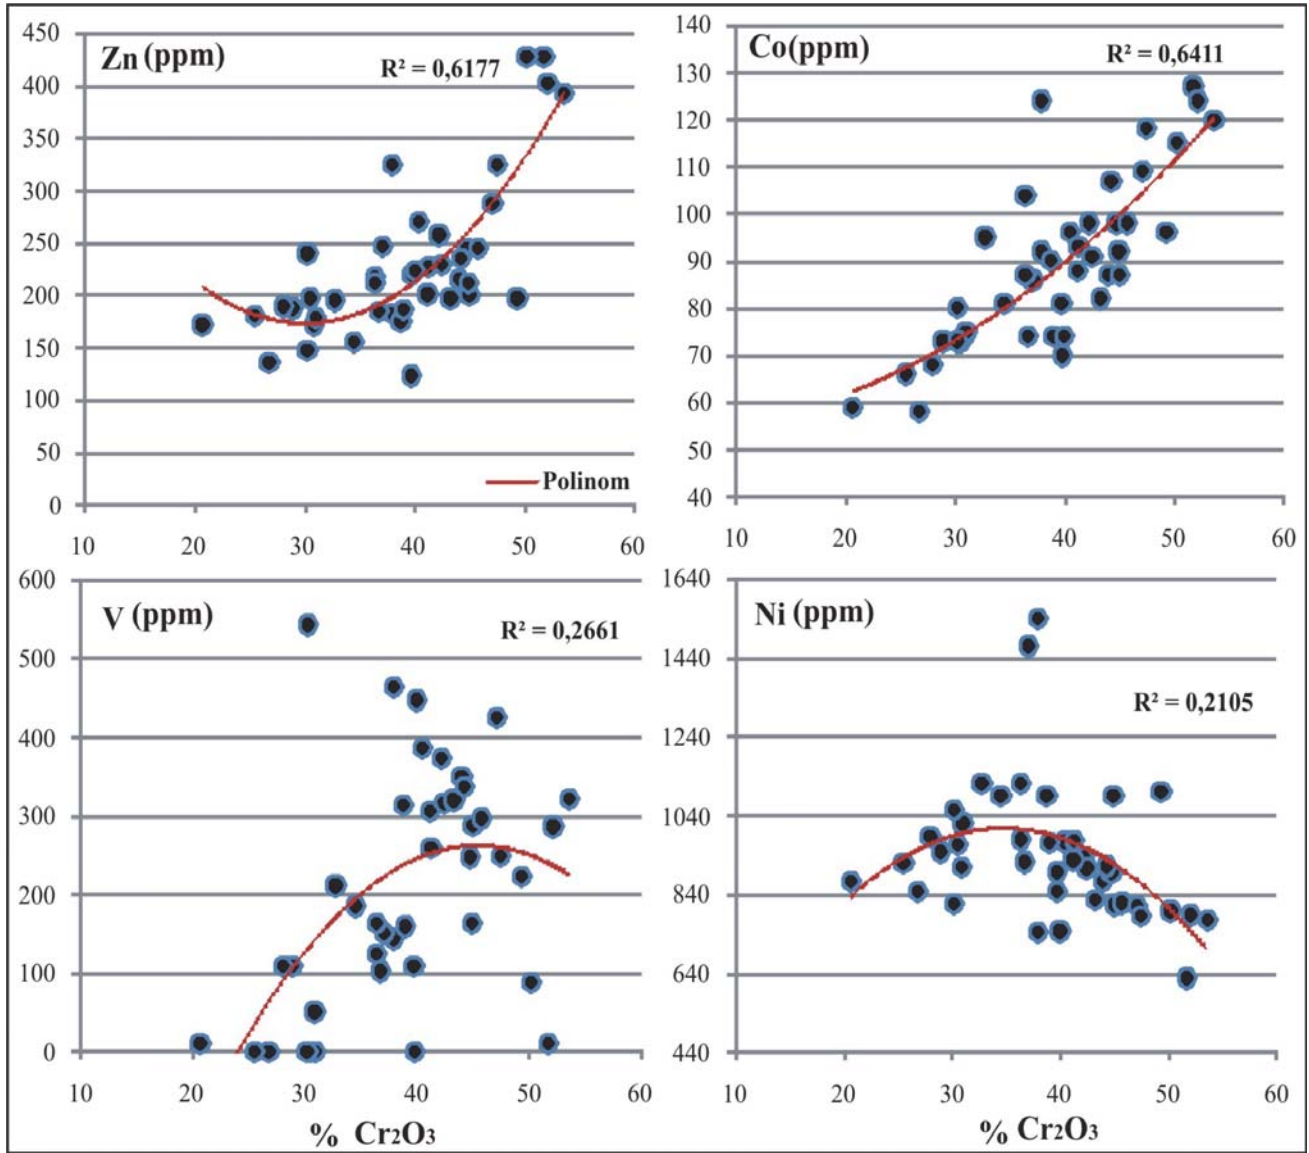 Zn (ppm)
R² = 0,6177
450
400
350
300
250
200
150
100
50
0
Polinom
10 20 30 40 50 60
Co(ppm)
R² = 0,6411
140
130
120
110
100
90
80
70
60
50
40
10 20 30 40 50 60
V (ppm)
R² = 0,2661
600
500
400
300
200
100
0
10 20 30 40 50 60
% Cr₂O₃
Ni (ppm)
R² = 0,2105
1640
1440
1240
1040
840
640
440
10 20 30 40 50 60
% Cr₂O₃